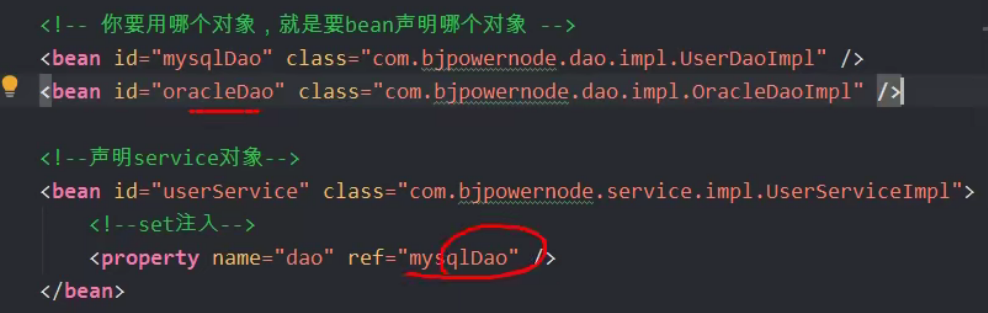 <!-- 你要用哪个对象，就是要bean声明哪个对象 -->
<bean id="mysqlDao" class="com.bjpowernode.dao.impl.UserDaoImpl" />
<bean id="oracleDao" class="com.bjpowernode.dao.impl.OracleDaoImpl" />
<!--声明service对象-->
<bean id="userService" class="com.bjpowernode.service.impl.UserServiceImpl">
<!--set注入-->
<property name="dao" ref="mysqlDao" />
</bean>